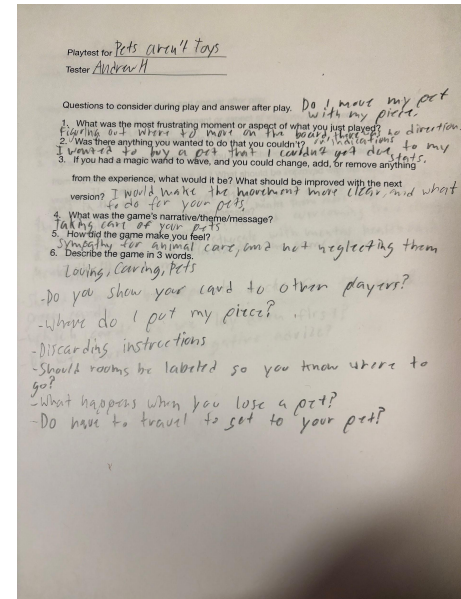 Playtest for Pets aren't Toys
Tester Andrew H
Questions to consider during play and answer after play. Do I move my pet
with my piece.
1. What was the most frustrating moment or aspect of what you just played?
Figuring out where to move on the board, there was no direction
or indications
2. Was there anything you wanted to do that you couldn't?
I wanted to buy a pet that I couldn't get due to my
stats.
3. If you had a magic wand to wave, and you could change, add, or remove anything
from the experience, what would it be? What should be improved with the next
version? I would make the movement more clear, and what
to do for your pets.
4. What was the game's narrative/theme/message?
Taking care of your pets
5. How did the game make you feel?
Sympathy for animal care, and not neglecting them
6. Describe the game in 3 words.
Loving, Caring, Pets
-Do you show your card to other players?
-Where do I put my piece?
-Discarding instructions
-Should rooms be labeled so you know where to
go?
-What happens when you lose a pet?
-Do have to travel to get to your pet?